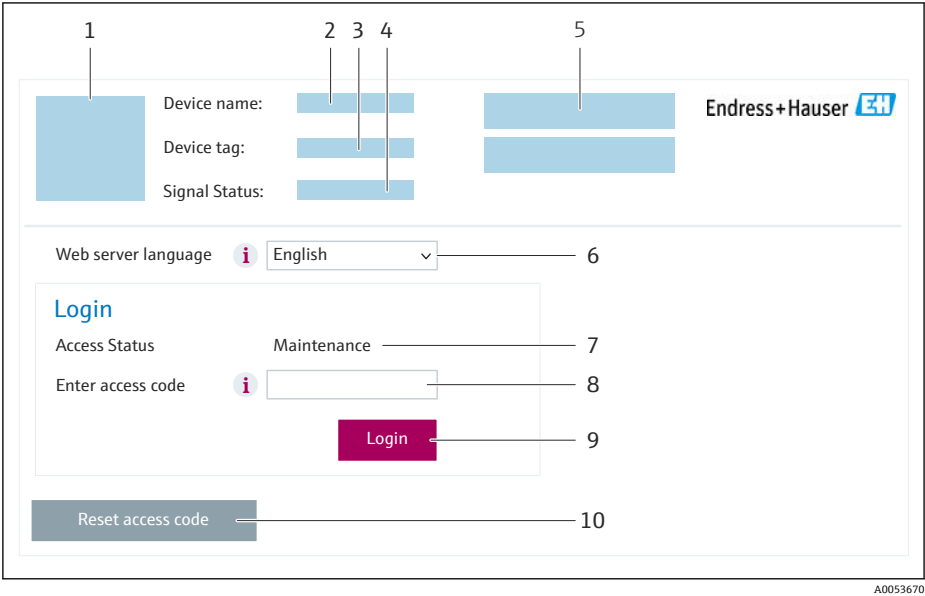 1 2 3 4 5
Device name:
Endress+Hauser EH
Device tag:
Signal Status:
Web server language i English 6
Login
Access Status Maintenance 7
Enter access code i 8
Login 9
Reset access code 10
A0053670